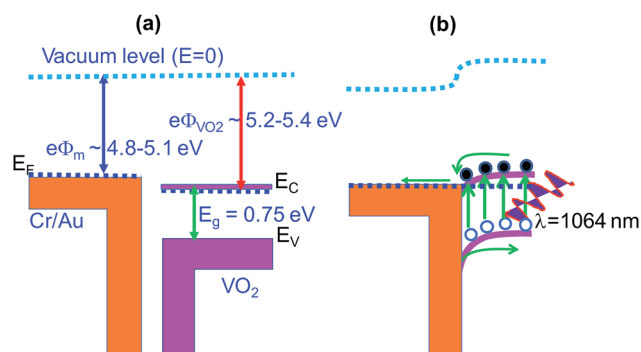 (a)
(b)
Vacuum level (E=0)
eΦm ~ 4.8-5.1 eV
eΦVO2 ~ 5.2-5.4 eV
EF
EC
Cr/Au
Eg = 0.75 eV
EV
VO2
λ=1064 nm